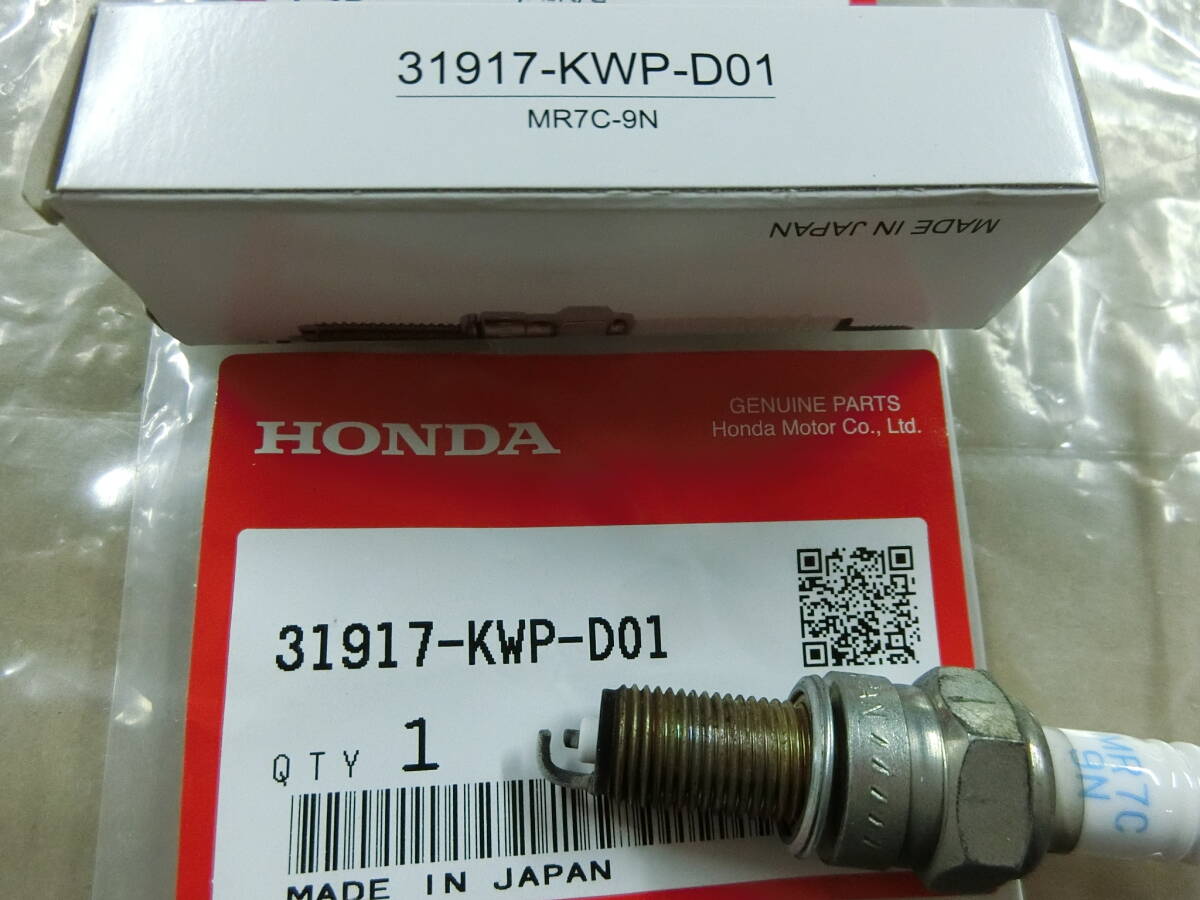 31917-KWP-D01
MR7C-9N
MADE IN JAPAN
HONDA
GENUINE PARTS
Honda Motor Co., Ltd.
31917-KWP-D01
QTY 1
MADE IN JAPAN
MR7C
9N